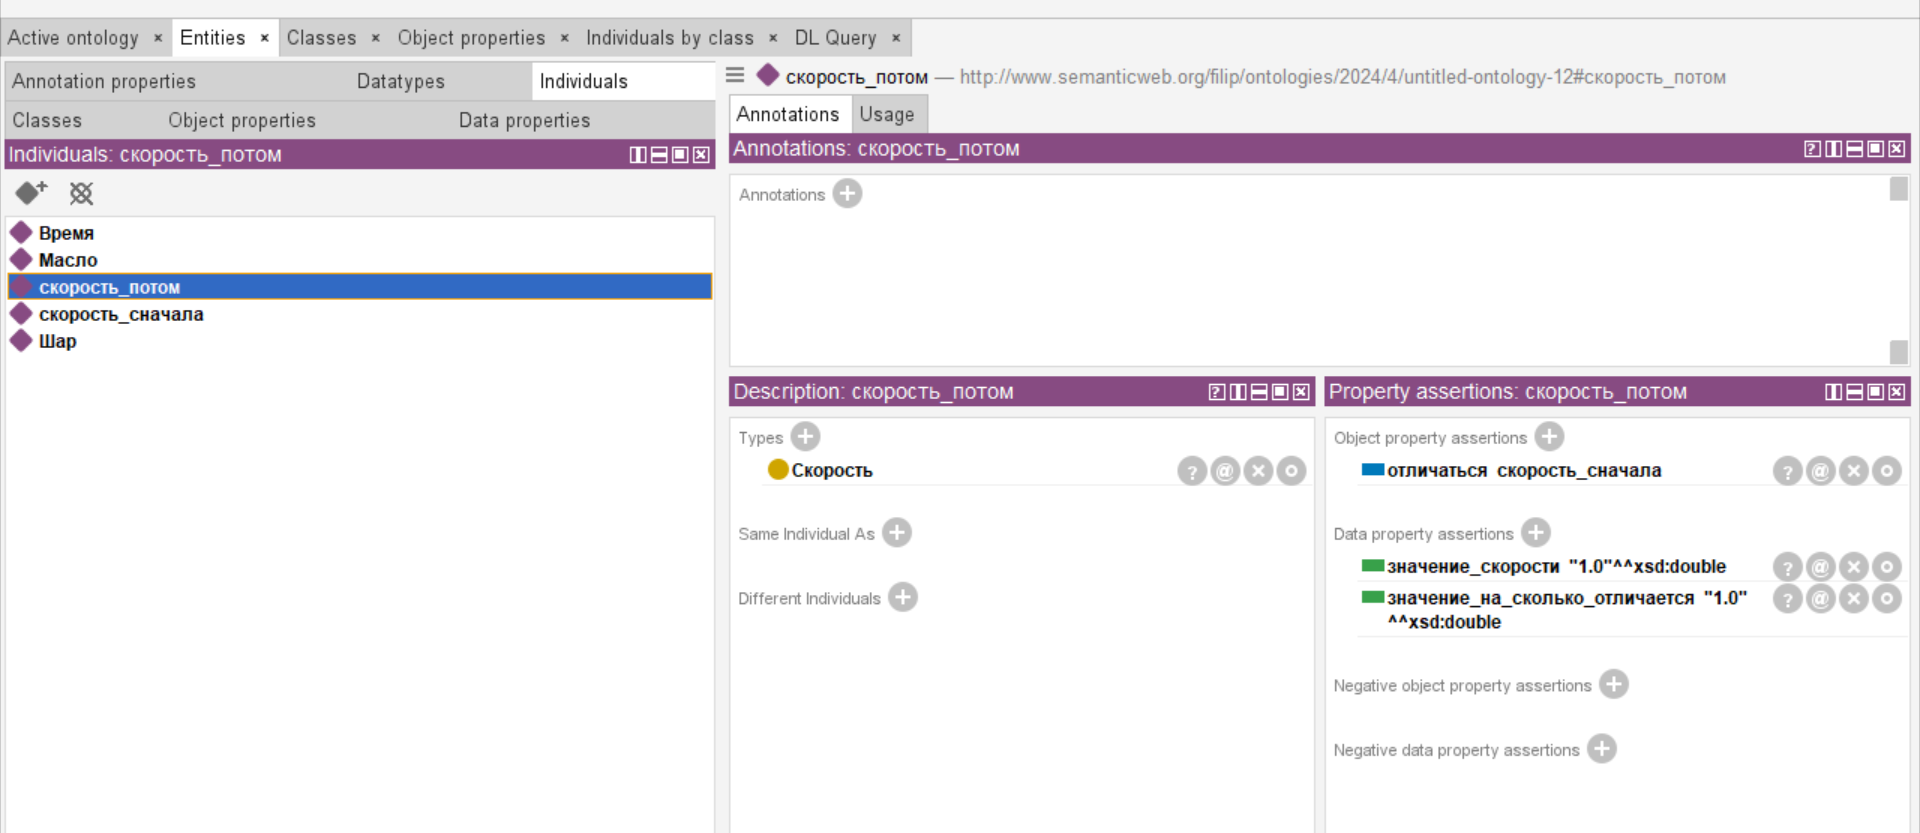 Active ontology × Entities × Classes × Object properties × Individuals by class × DL Query ×
Annotation properties Datatypes Individuals
Classes Object properties Data properties
Individuals: скорость_потом
Время
Масло
скорость_потом
скорость_сначала
Шар
скорость_потом — http://www.semanticweb.org/filip/ontologies/2024/4/untitled-ontology-12#скорость_потом
Annotations Usage
Annotations: скорость_потом
Annotations
Description: скорость_потом
Types
Скорость
Same Individual As
Different Individuals
Property assertions: скорость_потом
Object property assertions
отличаться скорость_сначала
Data property assertions
значение_скорости "1.0"^^xsd:double
значение_на_сколько_отличается "1.0"
^^xsd:double
Negative object property assertions
Negative data property assertions